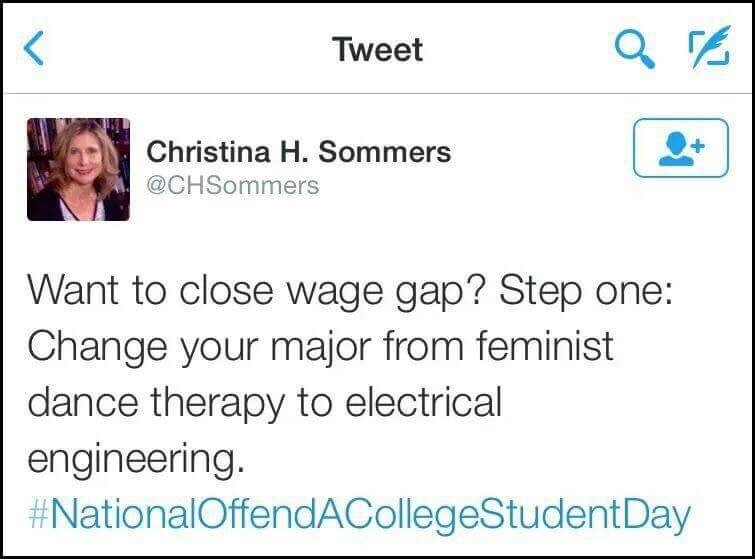 Tweet
Christina H. Sommers
@CHSommers
Want to close wage gap? Step one:
Change your major from feminist
dance therapy to electrical
engineering.
#NationalOffendACollegeStudentDay